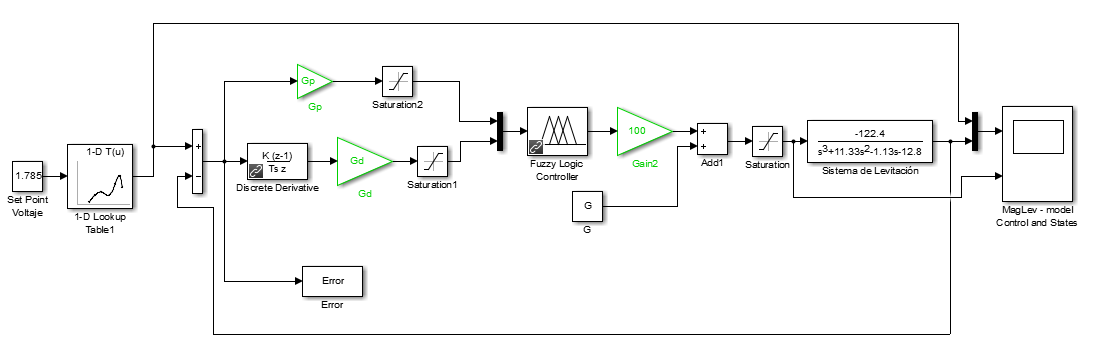 1.785
Set Point
Voltaje
1-D T(u)
1-D Lookup
Table1
+
−
Gp
Gp
Saturation2
K (z-1)
Ts z
Discrete Derivative
Gd
Gd
Saturation1
Error
Error
Fuzzy Logic
Controller
100
Gain2
G
G
+
+
Add1
Saturation
-122.4
s³+11.33s²-1.13s-12.8
Sistema de Levitación
MagLev - model
Control and States